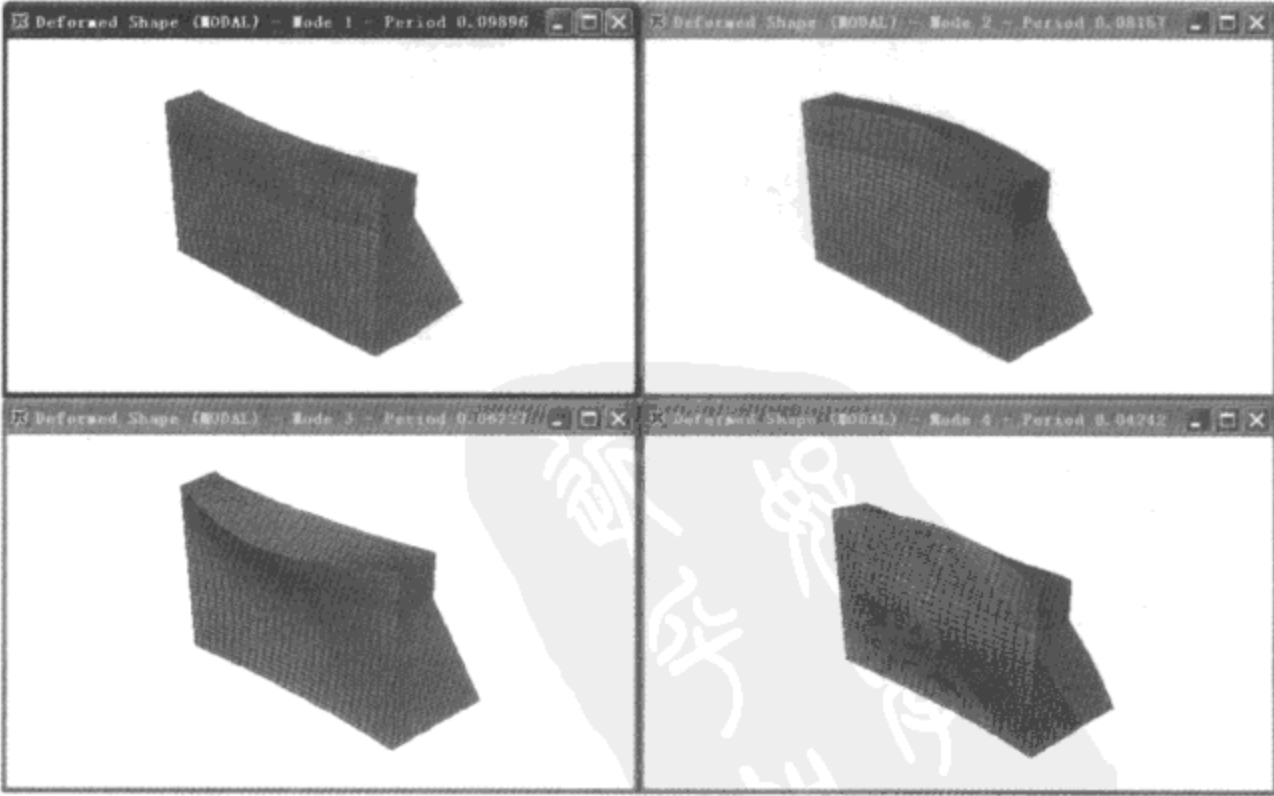 Deformed Shape (MODAL) - Mode 1 - Period 0.09896
Deformed Shape (MODAL) - Mode 2 - Period 0.08157
Deformed Shape (MODAL) - Mode 3 - Period
Deformed Shape (MODAL) - Mode 4 - Period 0.04242